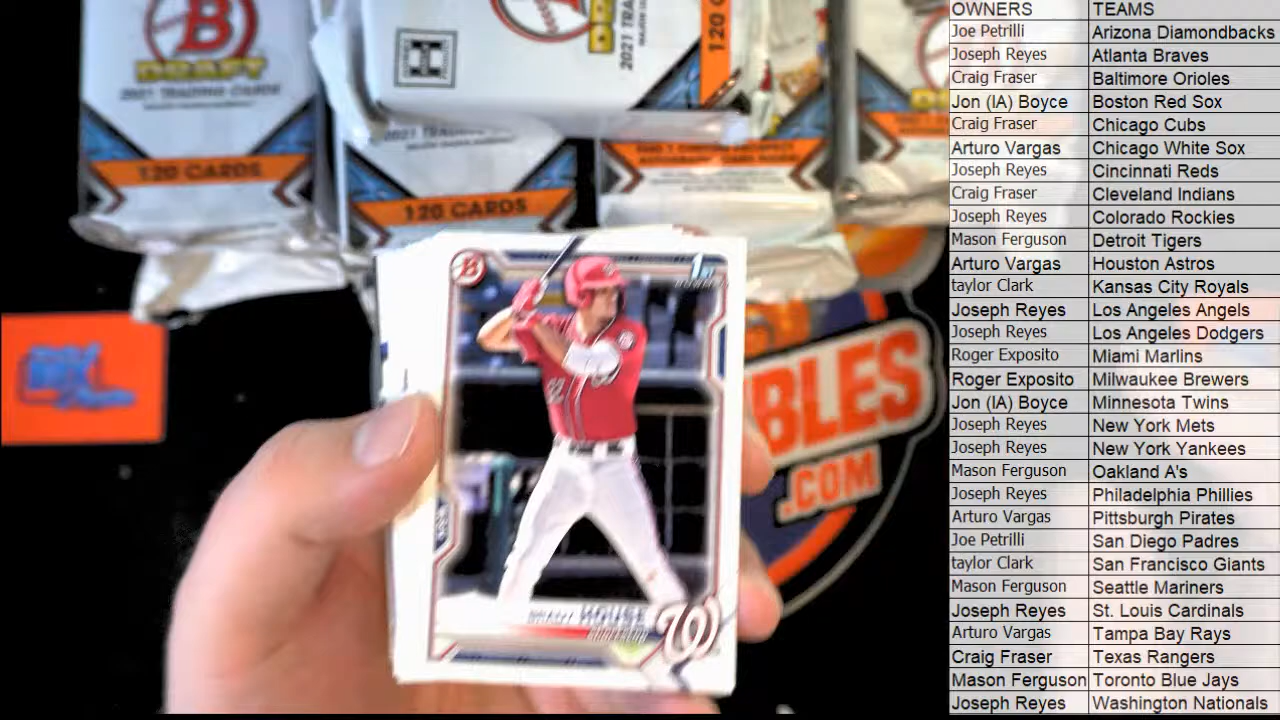 B
DRAFT
2021 TRADING CARDS
120 CARDS
2021 TRADING
120 CARDS
120 C
B
1st
BOWMAN
HOUSE
W
BLES
.COM
OWNERS TEAMS
Joe Petrilli Arizona Diamondbacks
Joseph Reyes Atlanta Braves
Craig Fraser Baltimore Orioles
Jon (IA) Boyce Boston Red Sox
Craig Fraser Chicago Cubs
Arturo Vargas Chicago White Sox
Joseph Reyes Cincinnati Reds
Craig Fraser Cleveland Indians
Joseph Reyes Colorado Rockies
Mason Ferguson Detroit Tigers
Arturo Vargas Houston Astros
taylor Clark Kansas City Royals
Joseph Reyes Los Angeles Angels
Joseph Reyes Los Angeles Dodgers
Roger Exposito Miami Marlins
Roger Exposito Milwaukee Brewers
Jon (IA) Boyce Minnesota Twins
Joseph Reyes New York Mets
Joseph Reyes New York Yankees
Mason Ferguson Oakland A's
Joseph Reyes Philadelphia Phillies
Arturo Vargas Pittsburgh Pirates
Joe Petrilli San Diego Padres
taylor Clark San Francisco Giants
Mason Ferguson Seattle Mariners
Joseph Reyes St. Louis Cardinals
Arturo Vargas Tampa Bay Rays
Craig Fraser Texas Rangers
Mason Ferguson Toronto Blue Jays
Joseph Reyes Washington Nationals